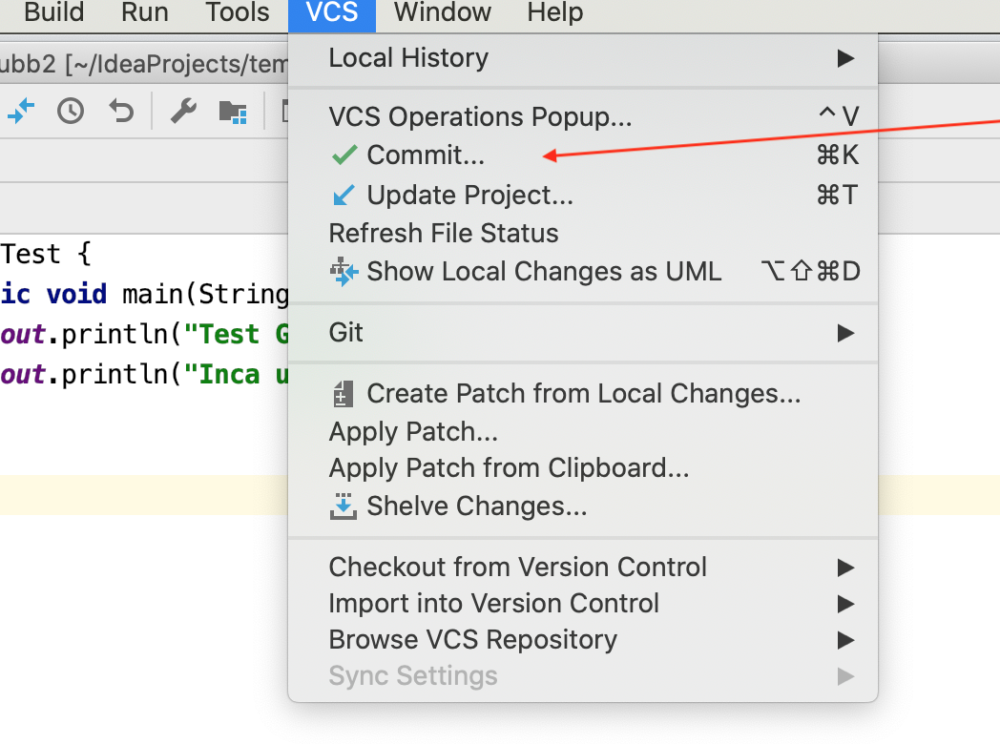 Build Run Tools VCS Window Help
ubb2 [~/IdeaProjects/tem
Local History ▶
VCS Operations Popup... ^V
Commit... ⌘K
Update Project... ⌘T
Refresh File Status
Show Local Changes as UML ⌥⇧⌘D
Git ▶
Create Patch from Local Changes...
Apply Patch...
Apply Patch from Clipboard...
Shelve Changes...
Checkout from Version Control ▶
Import into Version Control ▶
Browse VCS Repository ▶
Sync Settings ▶
Test {
ic void main(String
out.println("Test G
out.println("Inca u